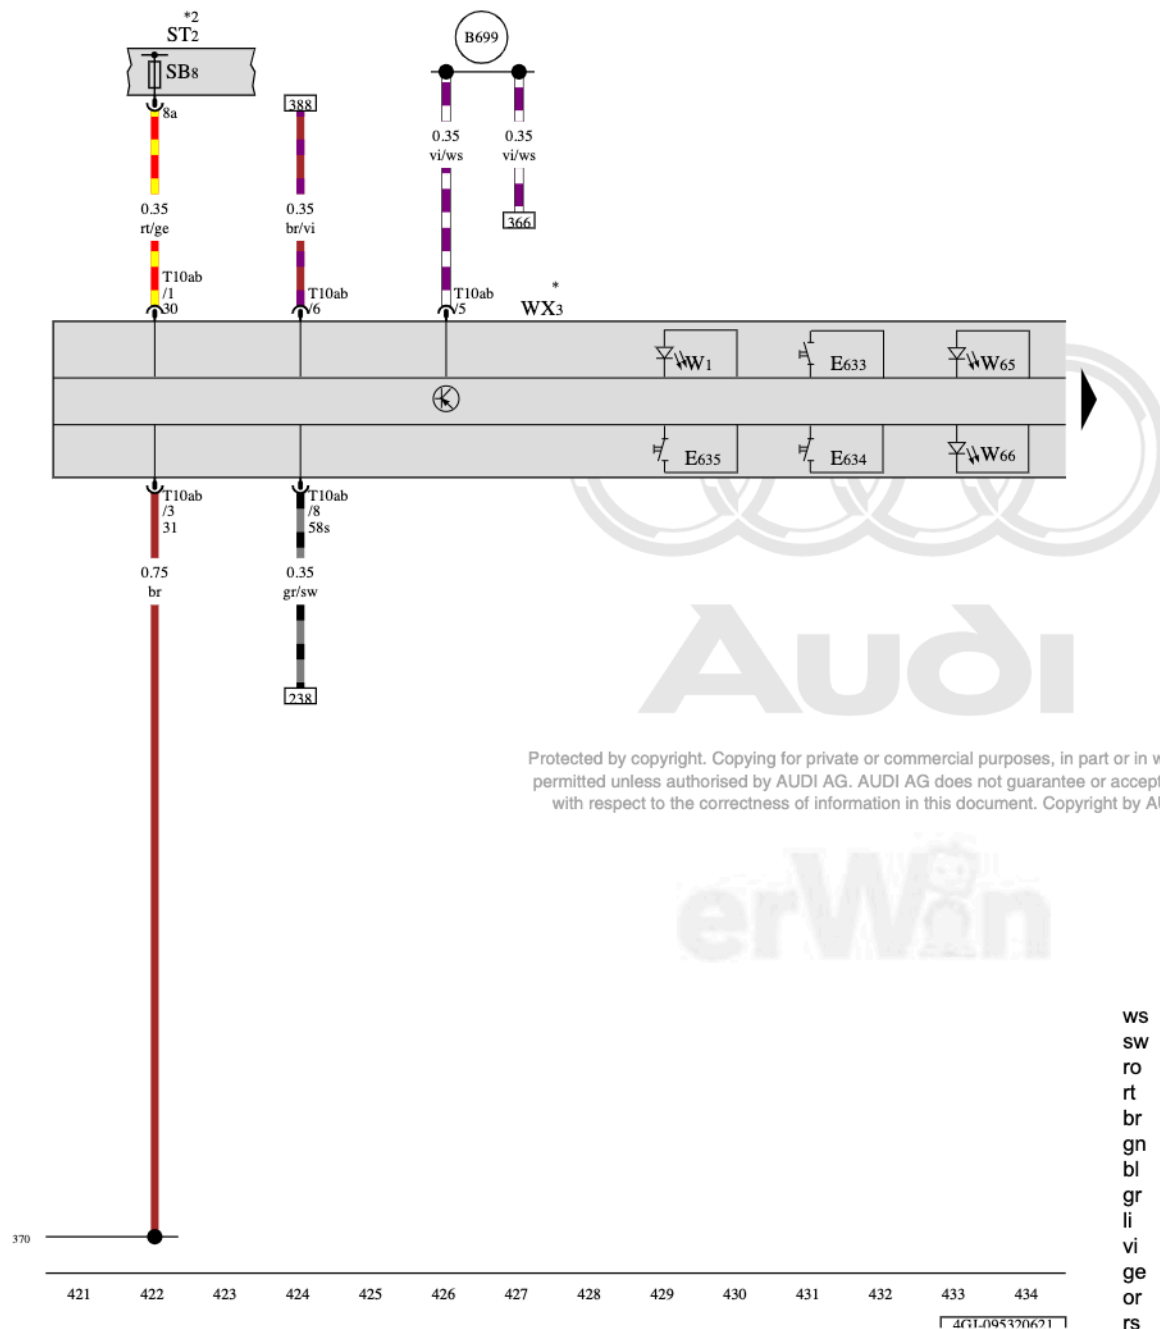 *2
ST2
SB8
B699
8a
388
0.35
rt/ge
0.35
br/vi
0.35
vi/ws
0.35
vi/ws
366
T10ab
/1
30
T10ab
/6
T10ab
/5
*
WX3
W1
E633
W65
E635
E634
W66
T10ab
/3
31
T10ab
/8
58s
0.75
br
0.35
gr/sw
238
Audi
Protected by copyright. Copying for private or commercial purposes, in part or in
permitted unless authorised by AUDI AG. AUDI AG does not guarantee or accept
with respect to the correctness of information in this document. Copyright by
erWin
ws
sw
ro
rt
br
gn
bl
gr
li
vi
ge
or
rs
370
421 422 423 424 425 426 427 428 429 430 431 432 433 434
4GI-095320621